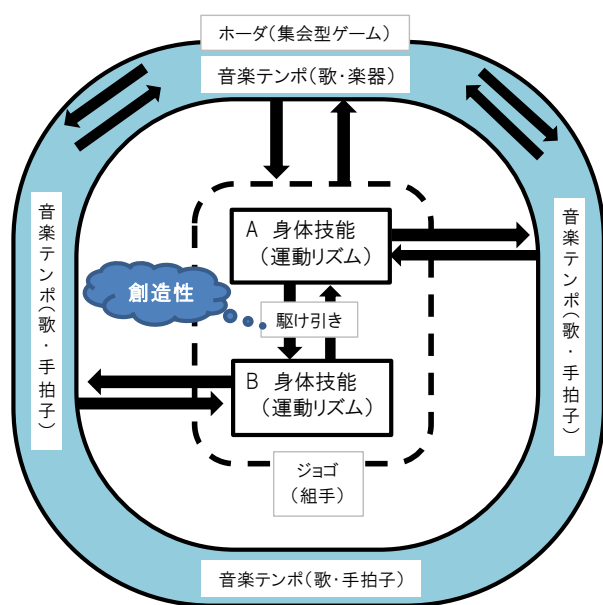 ホーダ(集会型ゲーム)
音楽テンポ(歌・楽器)
音楽テンポ(歌・手拍子)
A 身体技能
(運動リズム)
創造性
駆け引き
B 身体技能
(運動リズム)
音楽テンポ(歌・手拍子)
ジョゴ
(組手)
音楽テンポ(歌・手拍子)